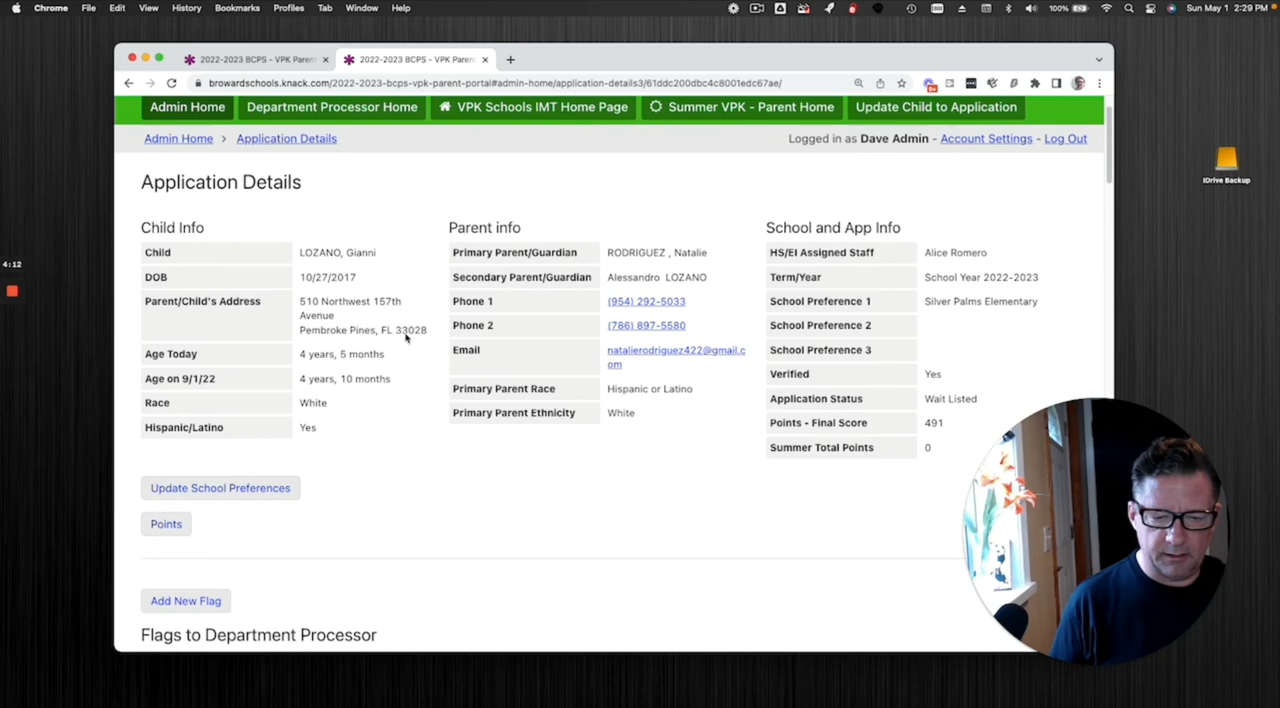 Chrome File Edit View History Bookmarks Profiles Tab Window Help
100% Sun May 1 2:29 PM
2022-2023 BCPS - VPK Paren
2022-2023 BCPS - VPK Paren
browardschools.knack.com/2022-2023-bcps-vpk-parent-portal#admin-home/application-details3/61ddc200dbc4c8001edc67ae/
Admin Home Department Processor Home VPK Schools IMT Home Page Summer VPK - Parent Home Update Child to Application
Admin Home > Application Details Logged in as Dave Admin - Account Settings - Log Out
IDrive Backup
Application Details
Child Info
Child LOZANO, Gianni
DOB 10/27/2017
Parent/Child's Address 510 Northwest 157th
Avenue
Pembroke Pines, FL 33028
Age Today 4 years, 5 months
Age on 9/1/22 4 years, 10 months
Race White
Hispanic/Latino Yes
Parent info
Primary Parent/Guardian RODRIGUEZ , Natalie
Secondary Parent/Guardian Alessandro LOZANO
Phone 1 (954) 292-5033
Phone 2 (786) 897-5580
Email natalierodriguez422@gmail.c
om
Primary Parent Race Hispanic or Latino
Primary Parent Ethnicity White
School and App Info
HS/EI Assigned Staff Alice Romero
Term/Year School Year 2022-2023
School Preference 1 Silver Palms Elementary
School Preference 2
School Preference 3
Verified Yes
Application Status Wait Listed
Points - Final Score 491
Summer Total Points 0
4:12
Update School Preferences
Points
Add New Flag
Flags to Department Processor